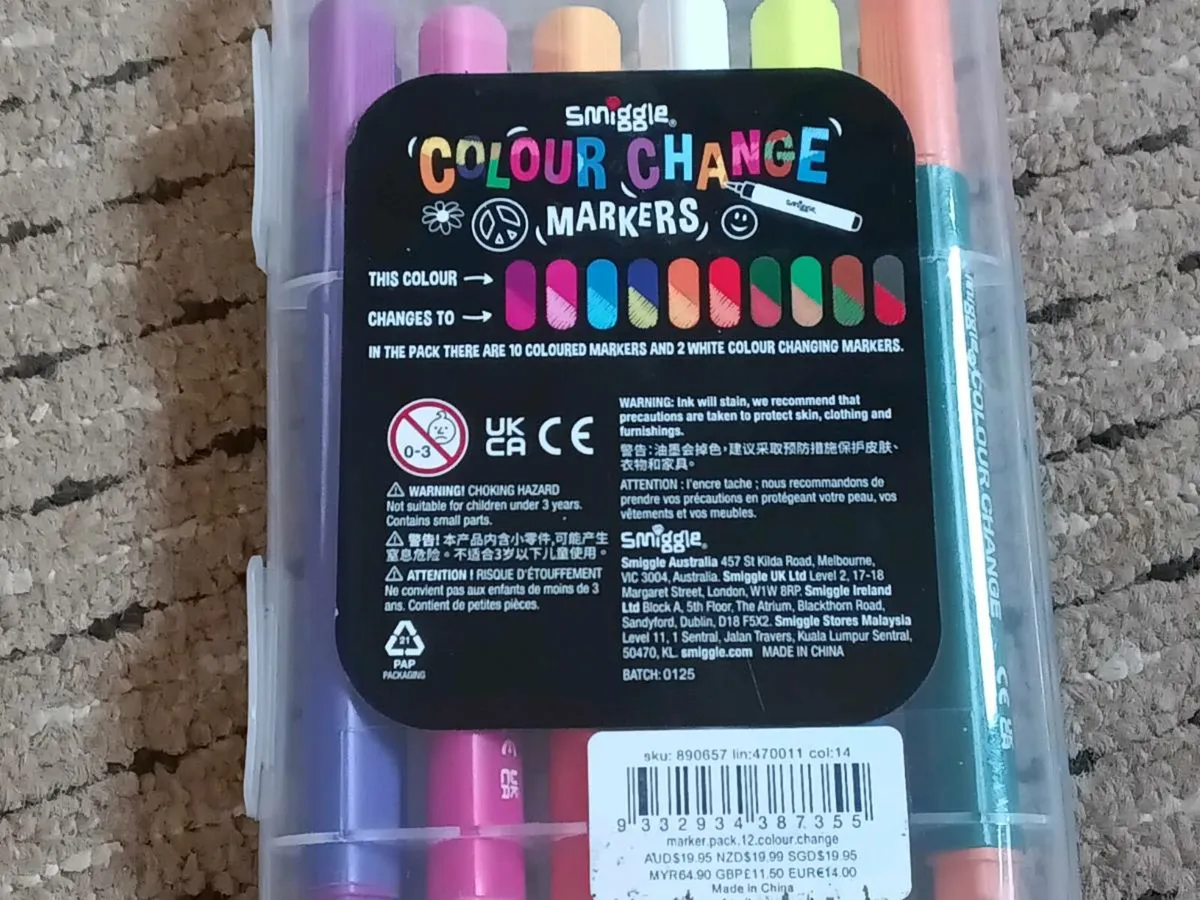 smiggle®
COLOUR CHANGE
smiggle
MARKERS
THIS COLOUR
CHANGES TO
IN THE PACK THERE ARE 10 COLOURED MARKERS AND 2 WHITE COLOUR CHANGING MARKERS.
0-3
UK
CA CE
WARNING! CHOKING HAZARD
Not suitable for children under 3 years.
Contains small parts.
警告! 本产品内含小零件,可能产生
窒息危险。不适合3岁以下儿童使用。
ATTENTION ! RISQUE D'ÉTOUFFEMENT
Ne convient pas aux enfants de moins de 3
ans. Contient de petites pièces.
21
PAP
PACKAGING
WARNING: Ink will stain, we recommend that
precautions are taken to protect skin, clothing and
furnishings.
警告:油墨会掉色,建议采取预防措施保护皮肤、
衣物和家具。
ATTENTION : l'encre tache ; nous recommandons de
prendre vos précautions en protégeant votre peau, vos
vêtements et vos meubles.
smiggle®
Smiggle Australia 457 St Kilda Road, Melbourne,
VIC 3004, Australia. Smiggle UK Ltd Level 2, 17-18
Margaret Street, London, W1W 8RP. Smiggle Ireland
Ltd Block A, 5th Floor, The Atrium, Blackthorn Road,
Sandyford, Dublin, D18 F5X2. Smiggle Stores Malaysia
Level 11, 1 Sentral, Jalan Travers, Kuala Lumpur Sentral,
50470, KL. smiggle.com MADE IN CHINA
BATCH: 0125
smiggle COLOUR CHANGE CE UKCA
UKCA
sku: 890657 lin:470011 col:14
9 332934 387355
marker.pack.12.colour.change
AUD$19.95 NZD$19.99 SGD$19.95
MYR64.90 GBP£11.50 EUR€14.00
Made in China